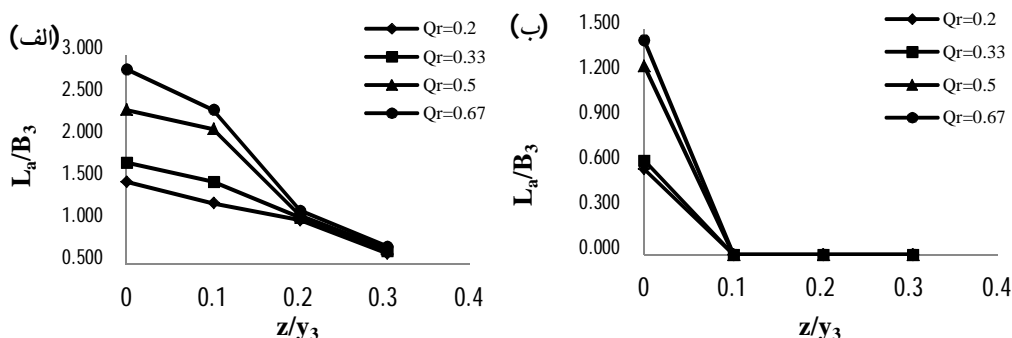 (الف)
3.000
2.500
2.000
1.500
1.000
0.500
0 0.1 0.2 0.3 0.4
La/B3
z/y3
Qr=0.2
Qr=0.33
Qr=0.5
Qr=0.67
(ب)
1.500
1.200
0.900
0.600
0.300
0.000
0 0.1 0.2 0.3 0.4
La/B3
z/y3
Qr=0.2
Qr=0.33
Qr=0.5
Qr=0.67